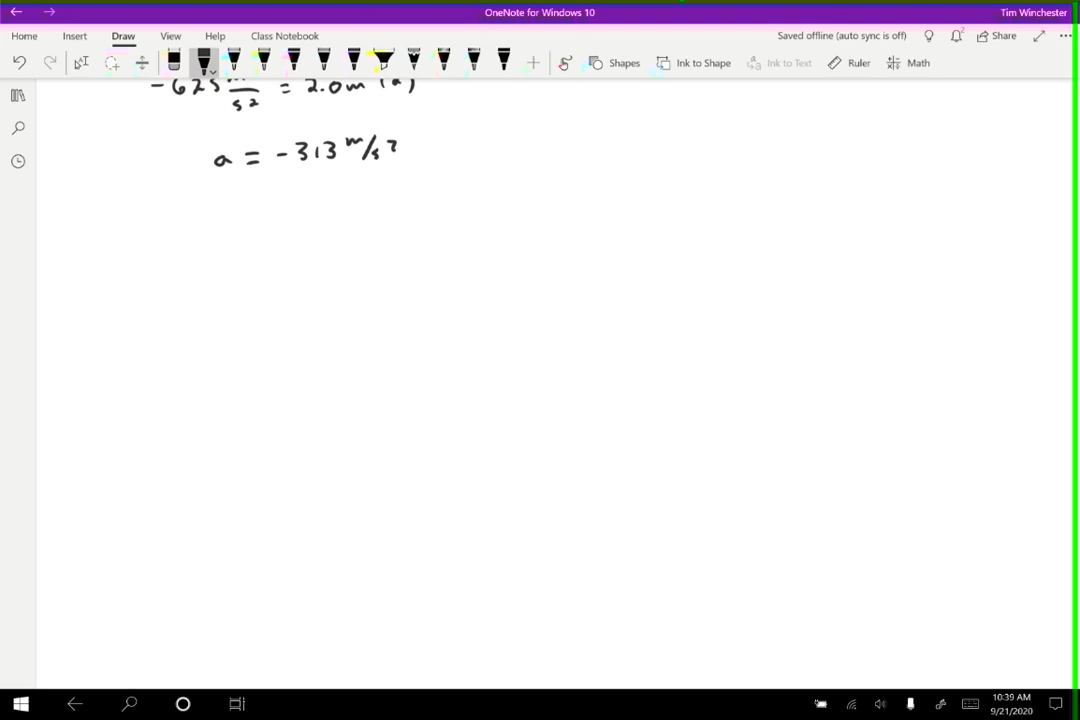 OneNote for Windows 10
Tim Winchester
Home Insert Draw View Help Class Notebook
Saved offline (auto sync is off) Share
Shapes Ink to Shape Ink to Text Ruler Math
-625 m/s² = 2.0m (a)
a = -313 m/s²
10:39 AM
9/21/2020